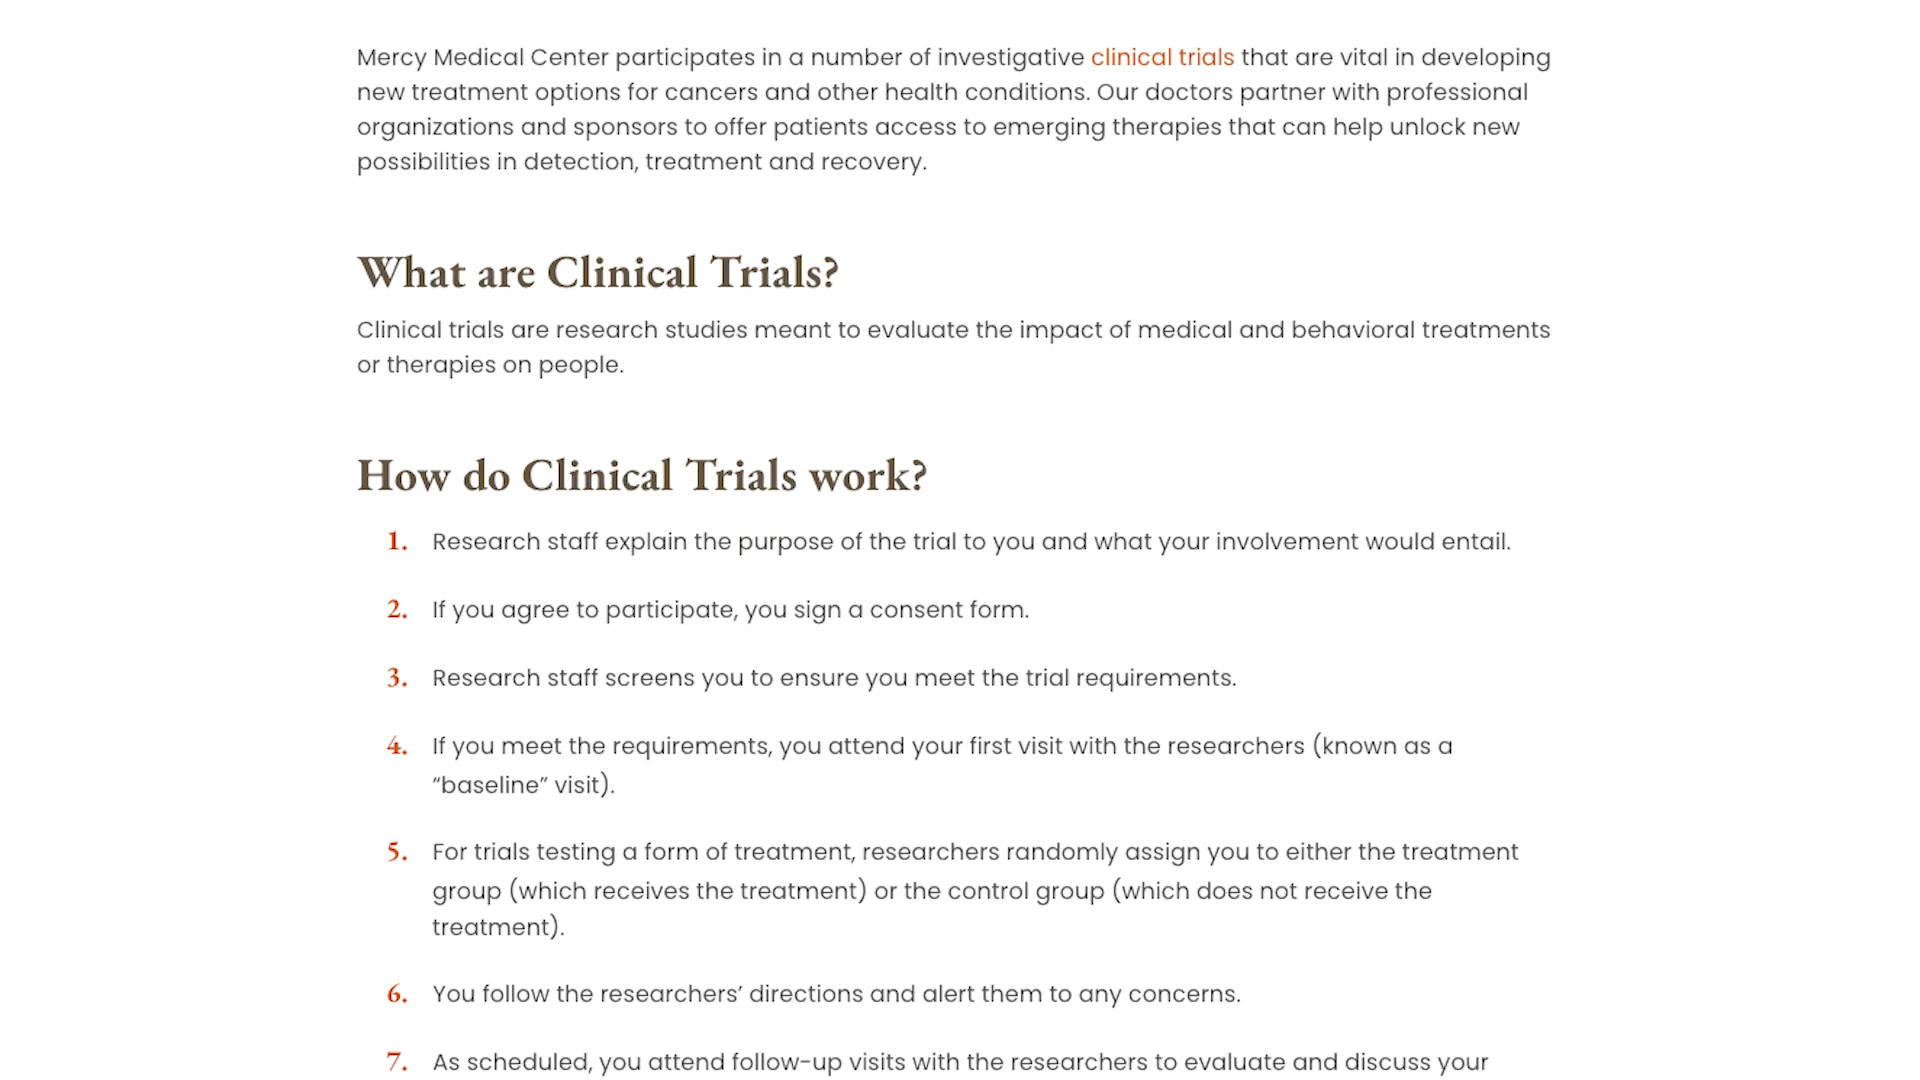 Mercy Medical Center participates in a number of investigative clinical trials that are vital in developing
new treatment options for cancers and other health conditions. Our doctors partner with professional
organizations and sponsors to offer patients access to emerging therapies that can help unlock new
possibilities in detection, treatment and recovery.
What are Clinical Trials?
Clinical trials are research studies meant to evaluate the impact of medical and behavioral treatments
or therapies on people.
How do Clinical Trials work?
1. Research staff explain the purpose of the trial to you and what your involvement would entail.
2. If you agree to participate, you sign a consent form.
3. Research staff screens you to ensure you meet the trial requirements.
4. If you meet the requirements, you attend your first visit with the researchers (known as a
“baseline” visit).
5. For trials testing a form of treatment, researchers randomly assign you to either the treatment
group (which receives the treatment) or the control group (which does not receive the
treatment).
6. You follow the researchers’ directions and alert them to any concerns.
7. As scheduled, you attend follow-up visits with the researchers to evaluate and discuss your